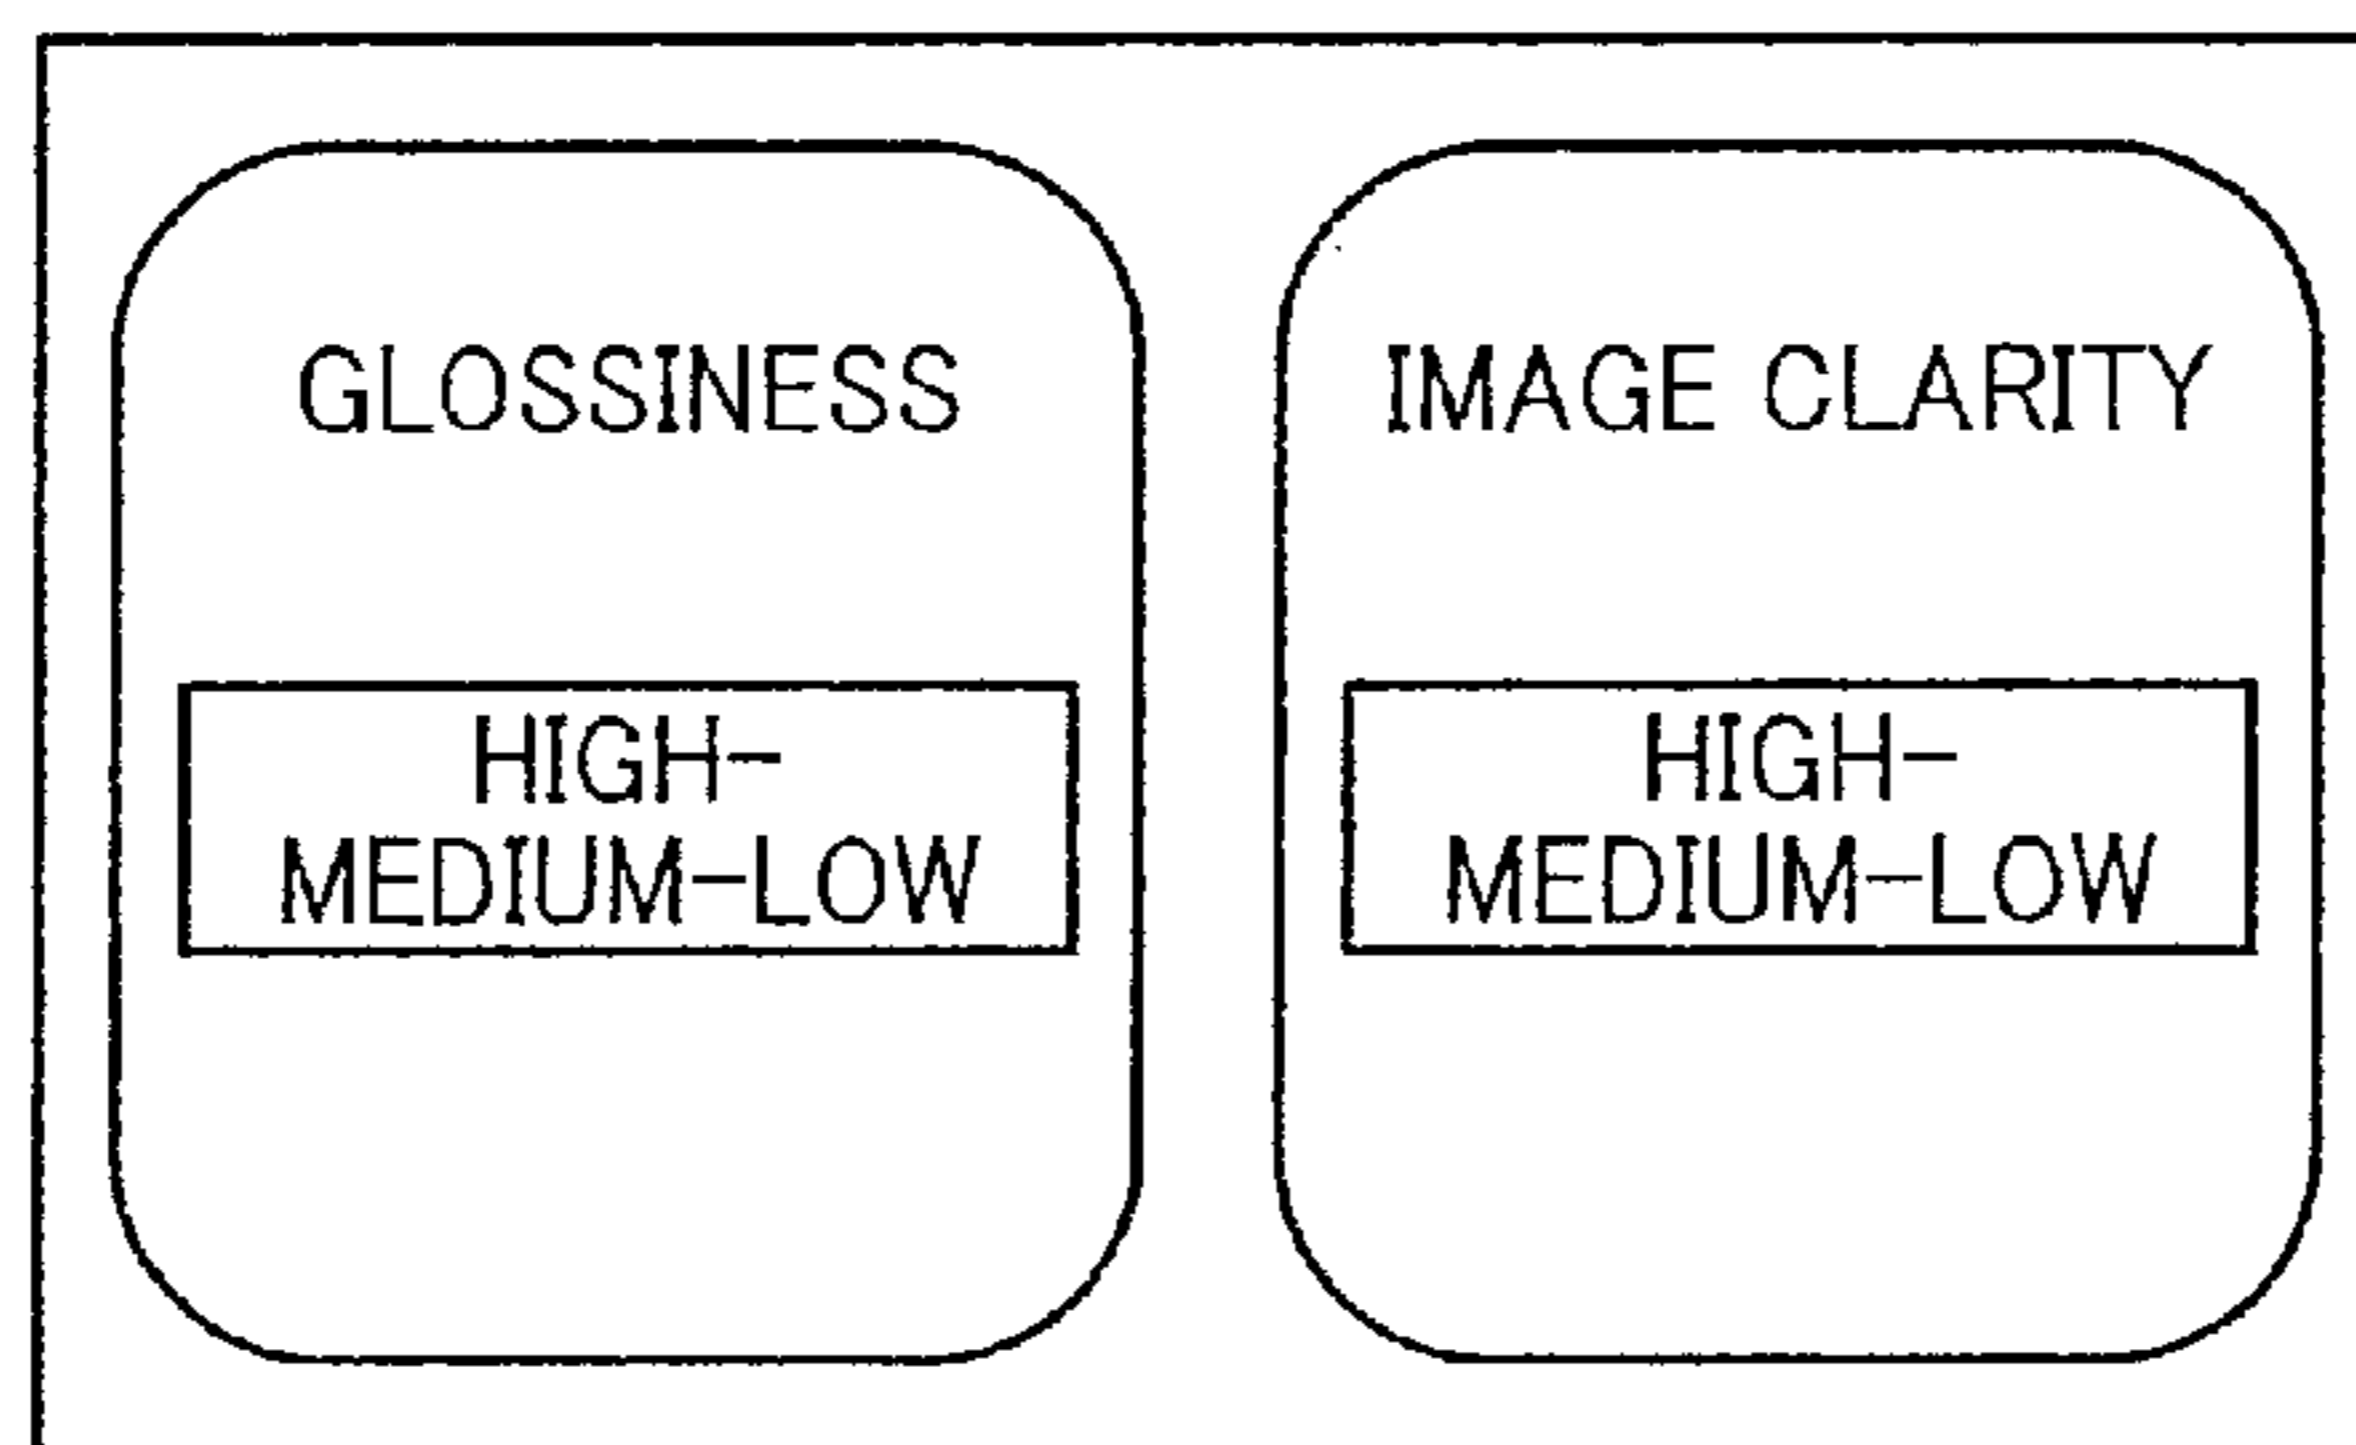 GLOSSINESS
HIGH-
MEDIUM-LOW
IMAGE CLARITY
HIGH-
MEDIUM-LOW